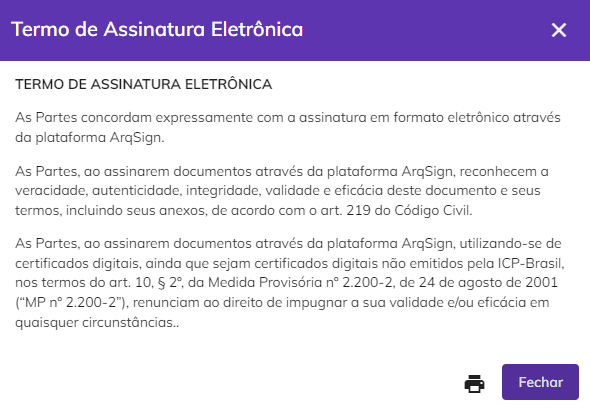 Termo de Assinatura Eletrônica
TERMO DE ASSINATURA ELETRÔNICA
As Partes concordam expressamente com a assinatura em formato eletrônico através
da plataforma ArqSign.
As Partes, ao assinarem documentos através da plataforma ArqSign, reconhecem a
veracidade, autenticidade, integridade, validade e eficácia deste documento e seus
termos, incluindo seus anexos, de acordo com o art. 219 do Código Civil.
As Partes, ao assinarem documentos através da plataforma ArqSign, utilizando-se de
certificados digitais, ainda que sejam certificados digitais não emitidos pela ICP-Brasil,
nos termos do art. 10, § 2º, da Medida Provisória nº 2.200-2, de 24 de agosto de 2001
(“MP nº 2.200-2”), renunciam ao direito de impugnar a sua validade e/ou eficácia em
quaisquer circunstâncias..
Fechar